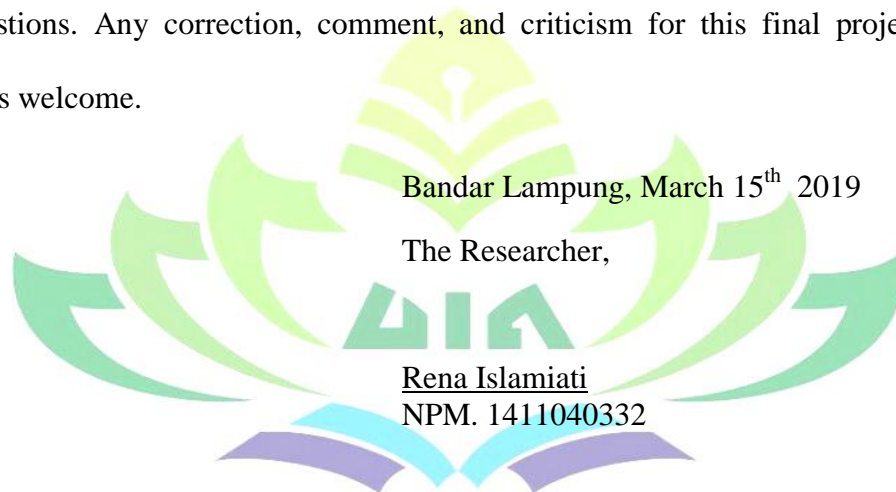 stions. Any correction, comment, and criticism for this final proje
s welcome.
Bandar Lampung, March 15th 2019
The Researcher,
UIN
Rena Islamiati
NPM. 1411040332